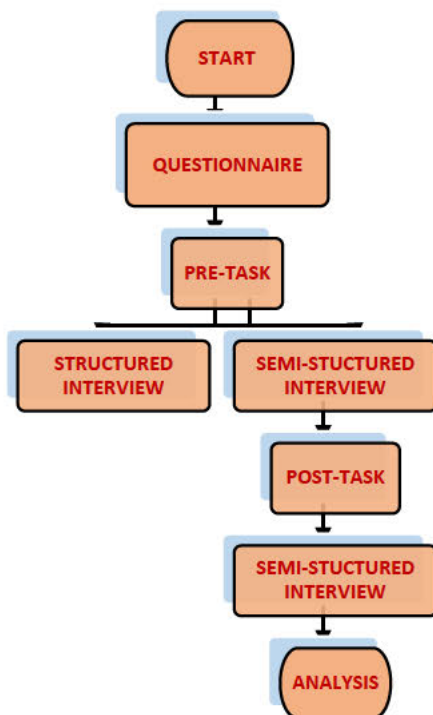 START
QUESTIONNAIRE
PRE-TASK
STRUCTURED
INTERVIEW
SEMI-STUCTURED
INTERVIEW
POST-TASK
SEMI-STUCTURED
INTERVIEW
ANALYSIS